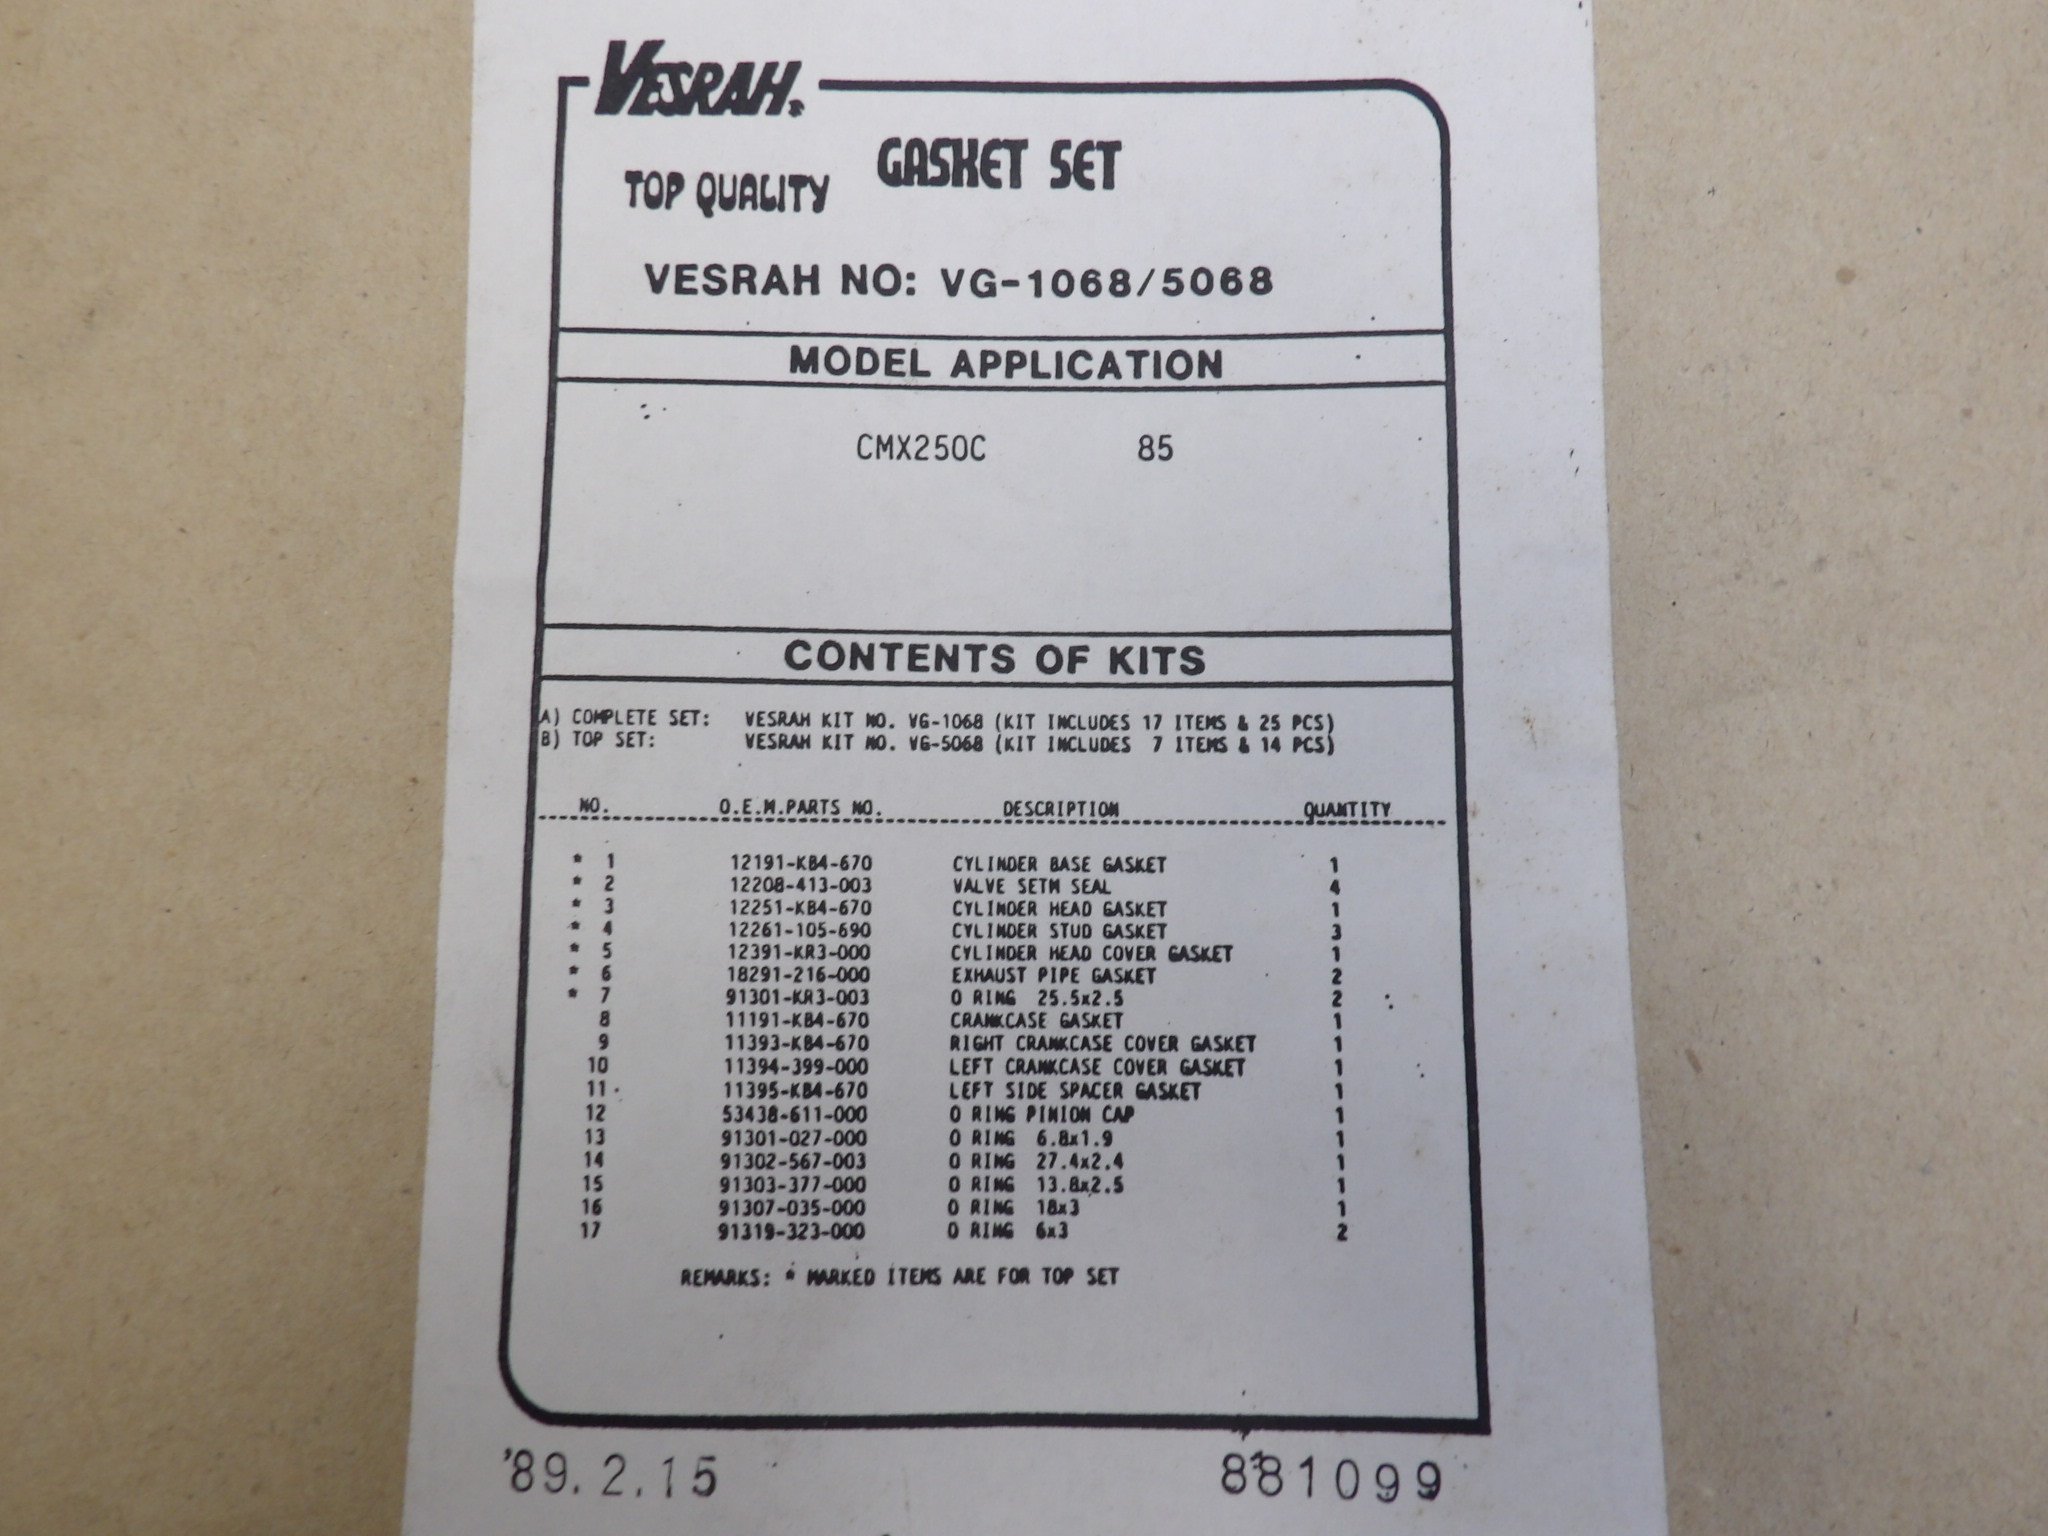 VESRAH®
GASKET SET
TOP QUALITY
VESRAH NO: VG-1068/5068
MODEL APPLICATION
CMX250C 85
CONTENTS OF KITS
A) COMPLETE SET: VESRAH KIT NO. VG-1068 (KIT INCLUDES 17 ITEMS & 25 PCS)
B) TOP SET: VESRAH KIT NO. VG-5068 (KIT INCLUDES 7 ITEMS & 14 PCS)
NO. O.E.M.PARTS NO. DESCRIPTION QUANTITY
* 1 12191-KB4-670 CYLINDER BASE GASKET 1
* 2 12208-413-003 VALVE SETM SEAL 4
* 3 12251-KB4-670 CYLINDER HEAD GASKET 1
* 4 12261-105-690 CYLINDER STUD GASKET 3
* 5 12391-KR3-000 CYLINDER HEAD COVER GASKET 1
* 6 18291-216-000 EXHAUST PIPE GASKET 2
* 7 91301-KR3-003 O RING 25.5x2.5 2
8 11191-KB4-670 CRANKCASE GASKET 1
9 11393-KB4-670 RIGHT CRANKCASE COVER GASKET 1
10 11394-399-000 LEFT CRANKCASE COVER GASKET 1
11 11395-KB4-670 LEFT SIDE SPACER GASKET 1
12 53438-611-000 O RING PINION CAP 1
13 91301-027-000 O RING 6.8x1.9 1
14 91302-567-003 O RING 27.4x2.4 1
15 91303-377-000 O RING 13.8x2.5 1
16 91307-035-000 O RING 18x3 1
17 91319-323-000 O RING 6x3 2
REMARKS: * MARKED ITEMS ARE FOR TOP SET
'89.2.15 881099